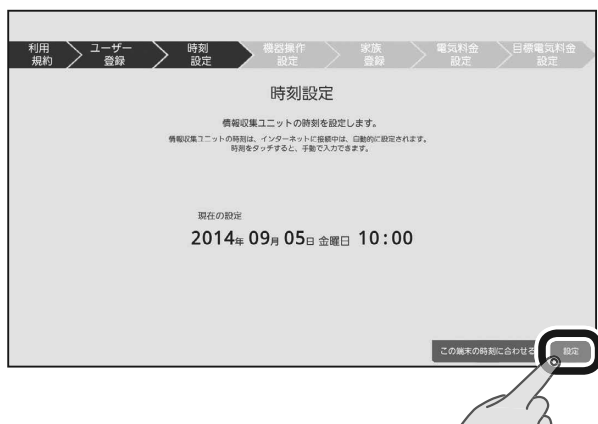 利用
規約
ユーザー
登録
時刻
設定
機器操作
設定
家族
登録
電気料金
設定
目標電気料金
設定
時刻設定
情報収集ユニットの時刻を設定します。
情報収集ユニットの時刻は、インターネットに接続中は、自動的に設定されます。
時刻をタッチすると、手動で入力できます。
現在の設定
2014年 09月 05日 金曜日 10:00
この端末の時刻に合わせる
設定